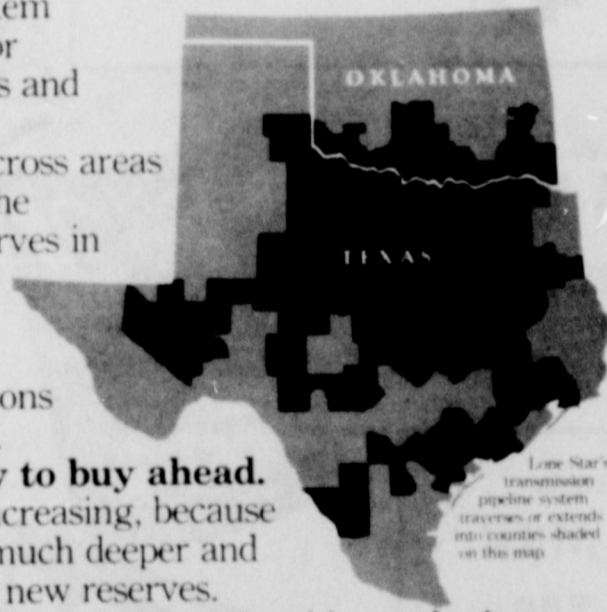 em
or
s and
cross areas
he
rves in
ons
y to buy ahead.
creasing, because
much deeper and
new reserves.
OKLAHOMA
TEXAS
Lone Star's
transmission
pipeline system
traverses or extends
into counties shaded
on this map.